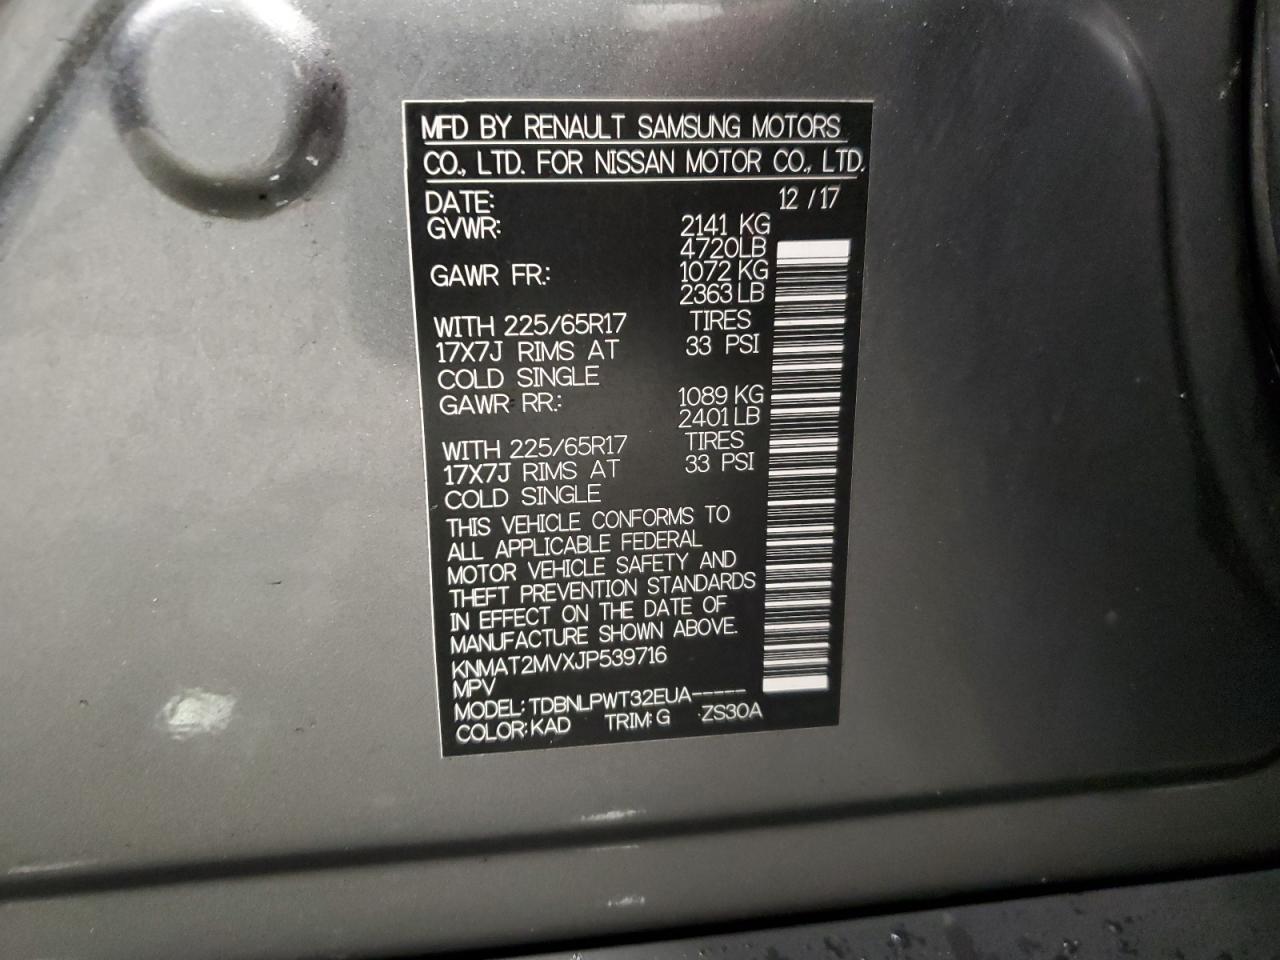 MFD BY RENAULT SAMSUNG MOTORS
CO., LTD. FOR NISSAN MOTOR CO., LTD.
DATE: 12 / 17
GVWR: 2141 KG
4720LB
GAWR FR.: 1072 KG
2363 LB
WITH 225/65R17 TIRES
17X7J RIMS AT 33 PSI
COLD SINGLE
GAWR RR.: 1089 KG
2401 LB
WITH 225/65R17 TIRES
17X7J RIMS AT 33 PSI
COLD SINGLE
THIS VEHICLE CONFORMS TO
ALL APPLICABLE FEDERAL
MOTOR VEHICLE SAFETY AND
THEFT PREVENTION STANDARDS
IN EFFECT ON THE DATE OF
MANUFACTURE SHOWN ABOVE.
KNMAT2MVXJP539716
MPV
MODEL: TDBNLPWT32EUA-----
COLOR: KAD TRIM: G ZS30A